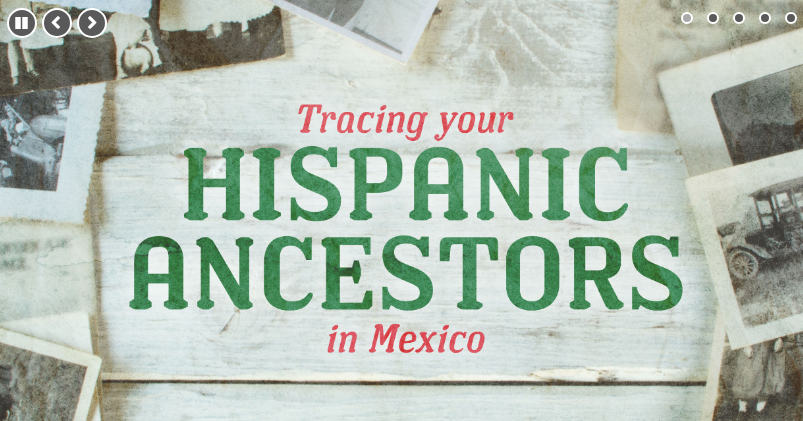 Tracing your
HISPANIC
ANCESTORS
in Mexico